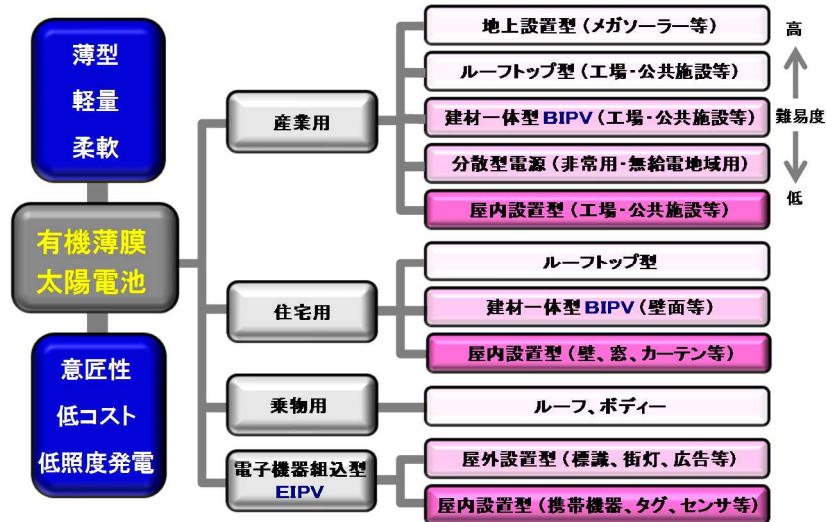 薄型
軽量
柔軟
有機薄膜
太陽電池
意匠性
低コスト
低照度発電
産業用
地上設置型(メガソーラー等)
ルーフトップ型(工場・公共施設等)
建材一体型BIPV(工場・公共施設等)
分散型電源(非常用・無給電地域用)
屋内設置型(工場・公共施設等)
高
難易度
低
住宅用
ルーフトップ型
建材一体型BIPV(壁面等)
屋内設置型(壁、窓、カーテン等)
乗物用
ルーフ、ボディー
電子機器組込型
EIPV
屋外設置型(標識、街灯、広告等)
屋内設置型(携帯機器、タグ、センサ等)